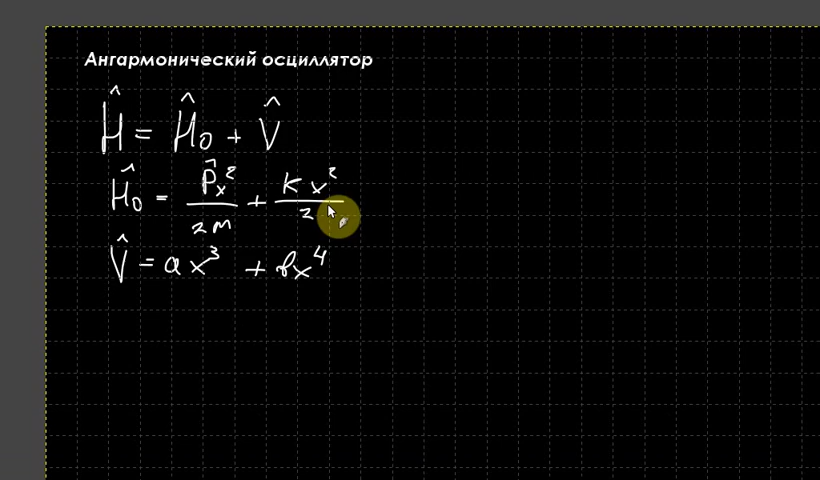 Ангармонический осциллятор
Ĥ = Ĥ₀ + V̂
Ĥ₀ = p̂ₓ²/2m + kx²/2
V̂ = ax³ + bx⁴